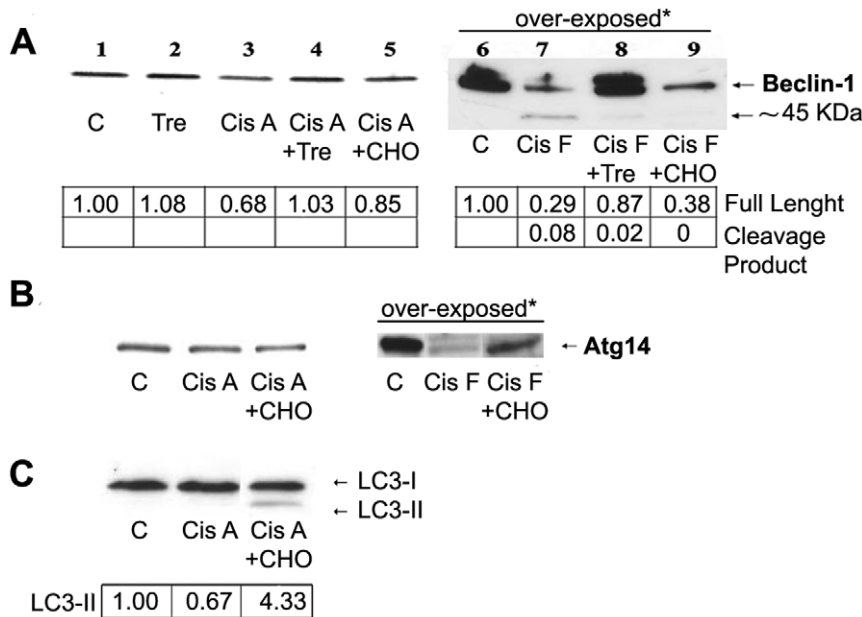 A
over-exposed*
1 2 3 4 5 6 7 8 9
← Beclin-1
← ~45 KDa
C Tre Cis A Cis A Cis A C Cis F Cis F Cis F
+Tre +CHO +Tre +CHO
1.00 1.08 0.68 1.03 0.85 1.00 0.29 0.87 0.38 Full Lenght
0.08 0.02 0 Cleavage
Product
B
over-exposed*
← Atg14
C Cis A Cis A C Cis F Cis F
+CHO +CHO
C
← LC3-I
← LC3-II
C Cis A Cis A
+CHO
LC3-II 1.00 0.67 4.33